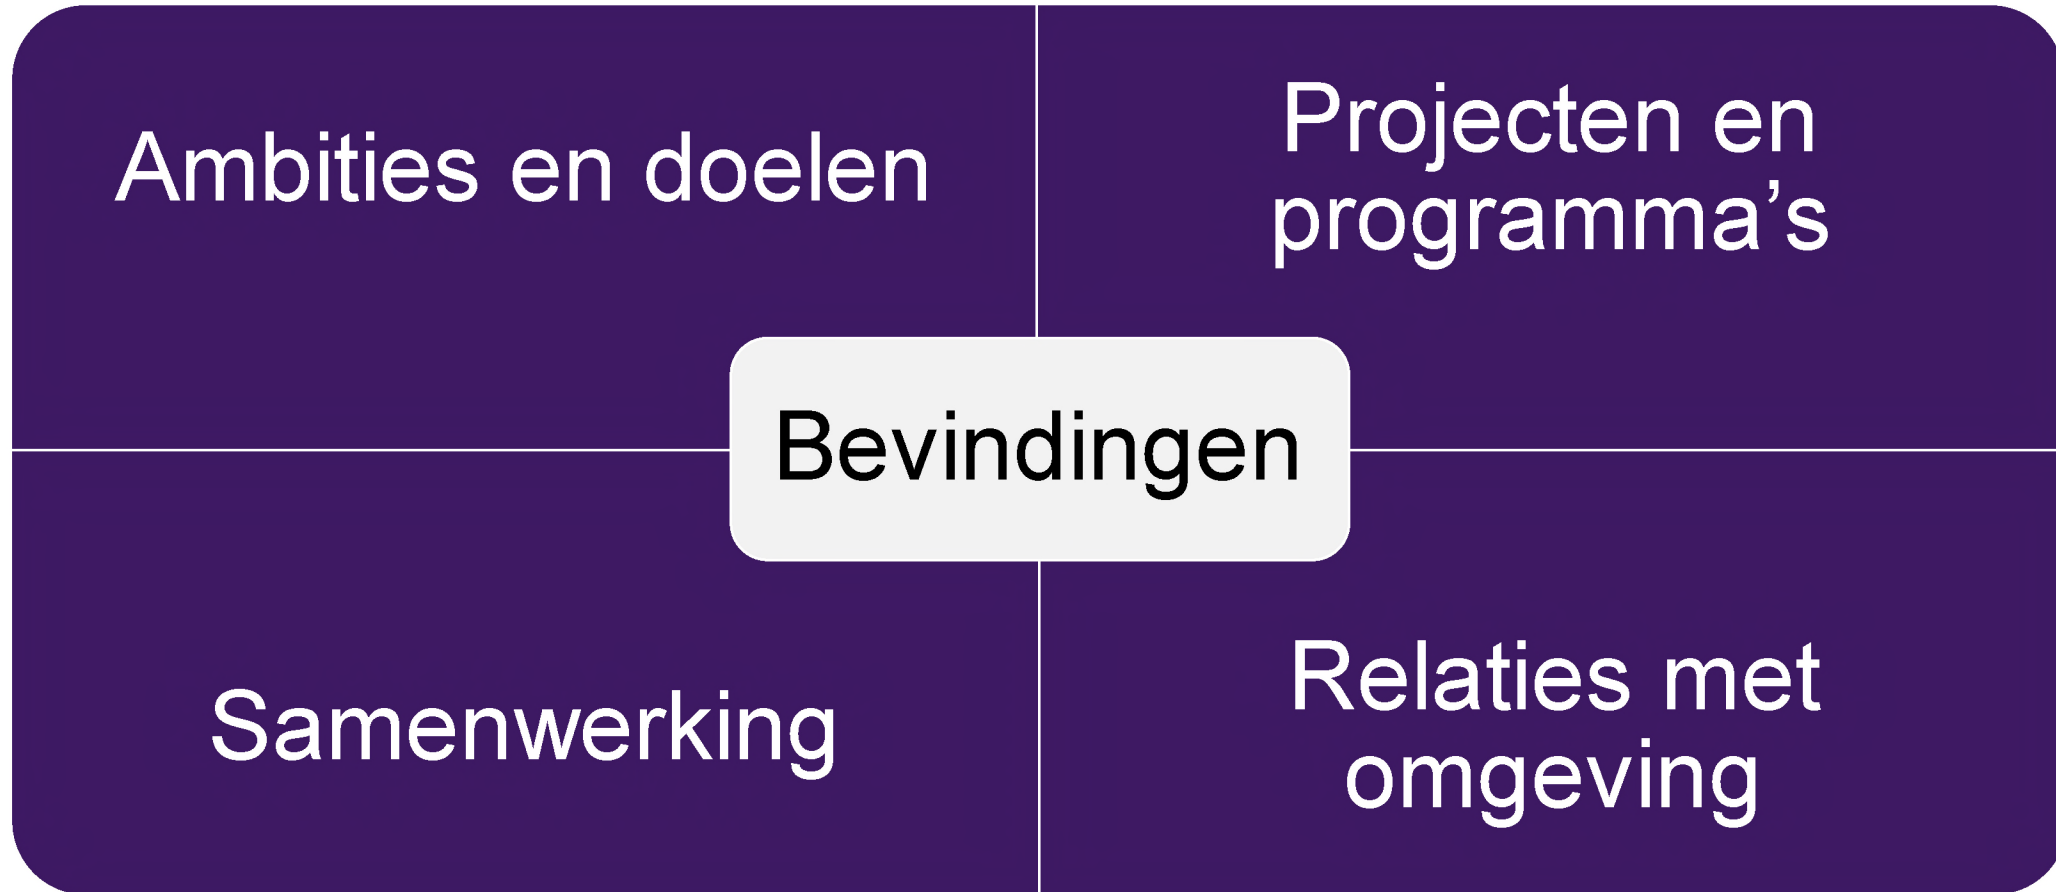 Ambities en doelen
Projecten en
programma’s
Bevindingen
Samenwerking
Relaties met
omgeving